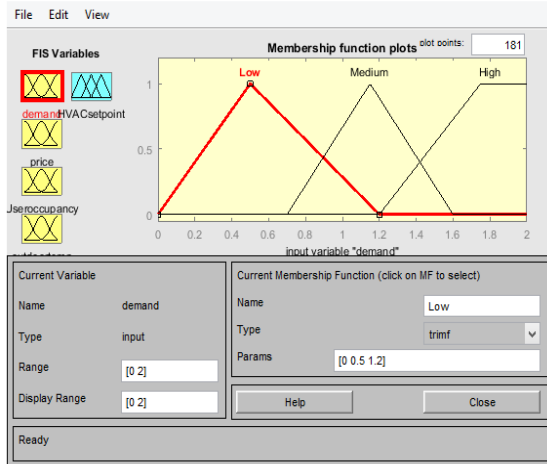 File Edit View
FIS Variables
Membership function plots plot points: 181
demand HVACsetpoint
price
Useroccupancy
Low Medium High
1
0.5
0
0 0.2 0.4 0.6 0.8 1 1.2 1.4 1.6 1.8 2
input variable "demand"
Current Variable
Name demand
Type input
Range [0 2]
Display Range [0 2]
Current Membership Function (click on MF to select)
Name Low
Type trimf
Params [0 0.5 1.2]
Help Close
Ready